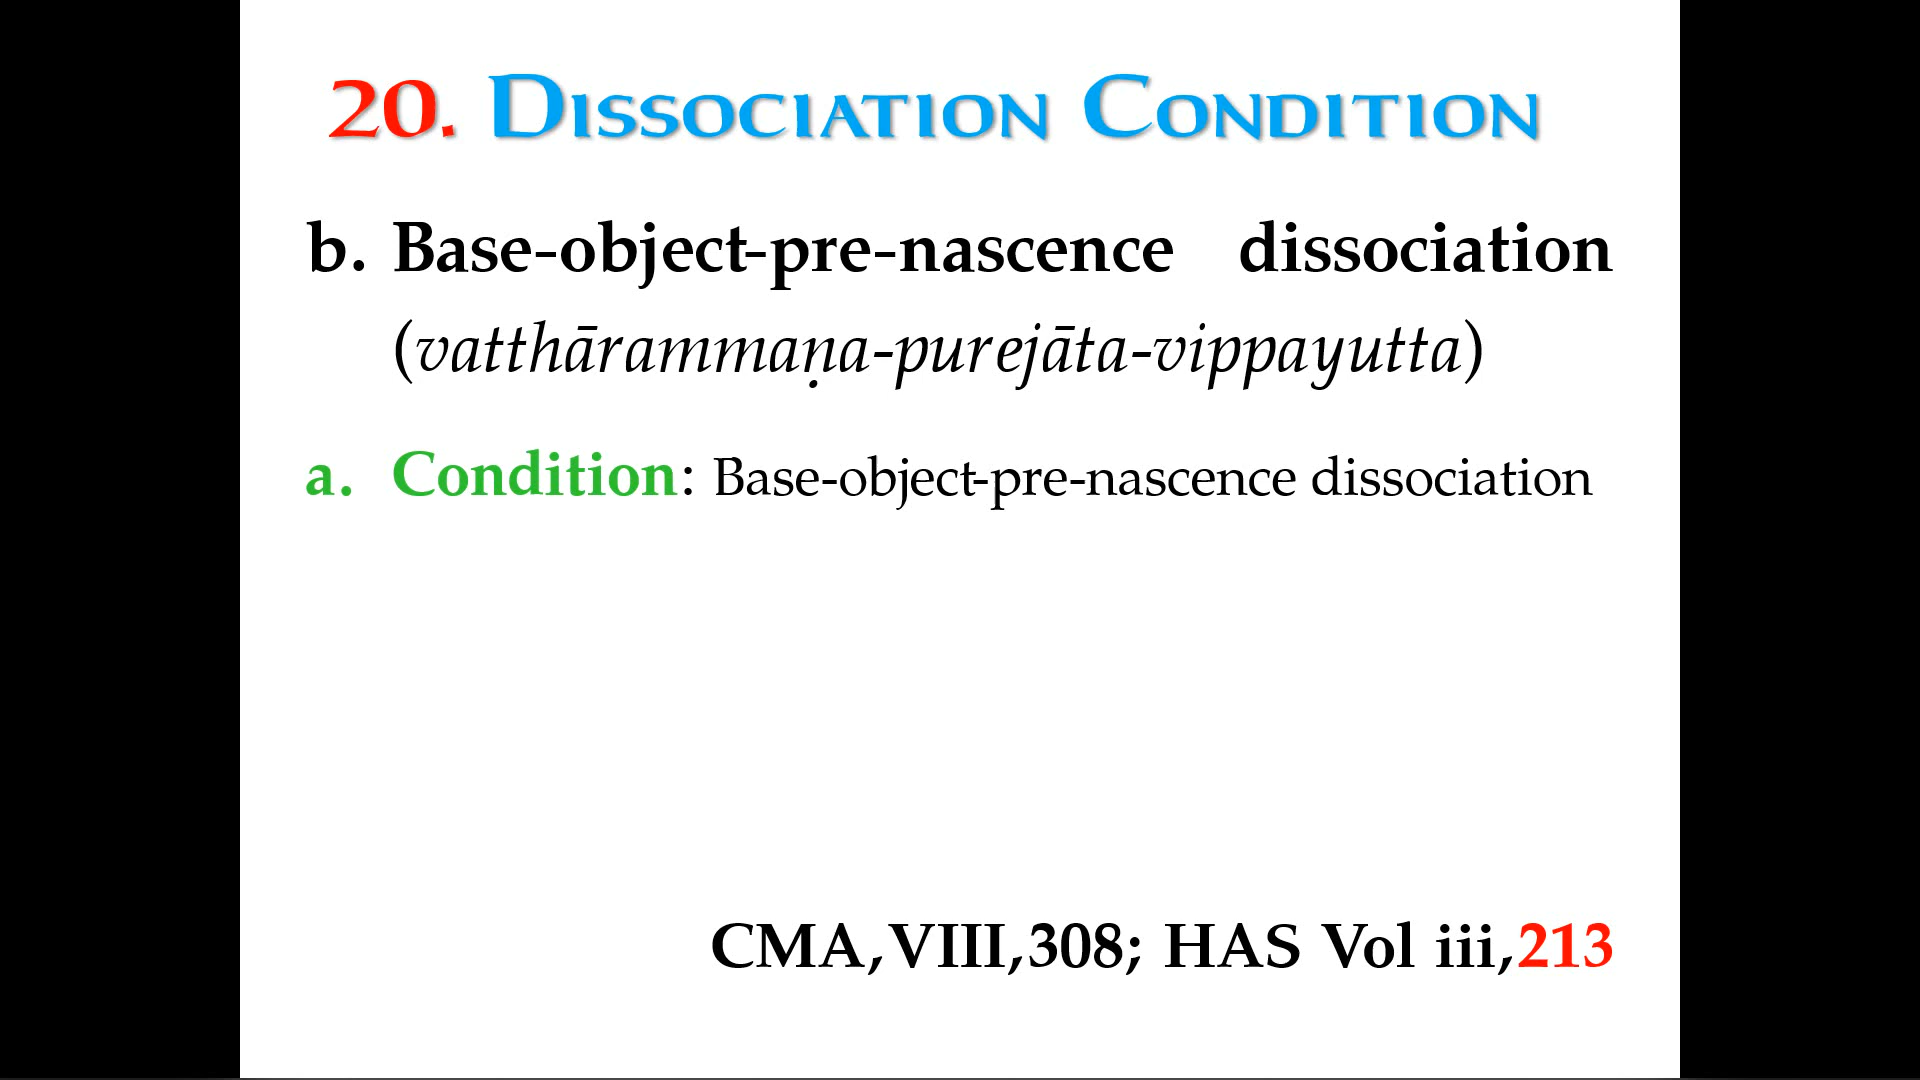 20. Dissociation Condition
b. Base-object-pre-nascence dissociation
(vatthārammaṇa-purejāta-vippayutta)
a. Condition: Base-object-pre-nascence dissociation
CMA,VIII,308; HAS Vol iii,213